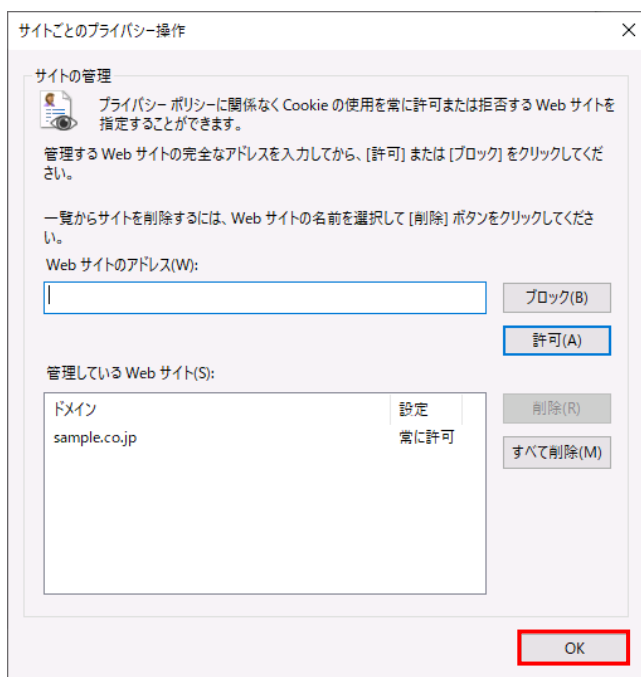 サイトごとのプライバシー操作
サイトの管理
プライバシー ポリシーに関係なく Cookie の使用を常に許可または拒否する Web サイトを
指定することができます。
管理する Web サイトの完全なアドレスを入力してから、[許可] または [ブロック] をクリックしてくだ
さい。
一覧からサイトを削除するには、Web サイトの名前を選択して [削除] ボタンをクリックしてくださ
い。
Web サイトのアドレス(W):
ブロック(B)
許可(A)
管理している Web サイト(S):
ドメイン 設定
sample.co.jp 常に許可
削除(R)
すべて削除(M)
OK